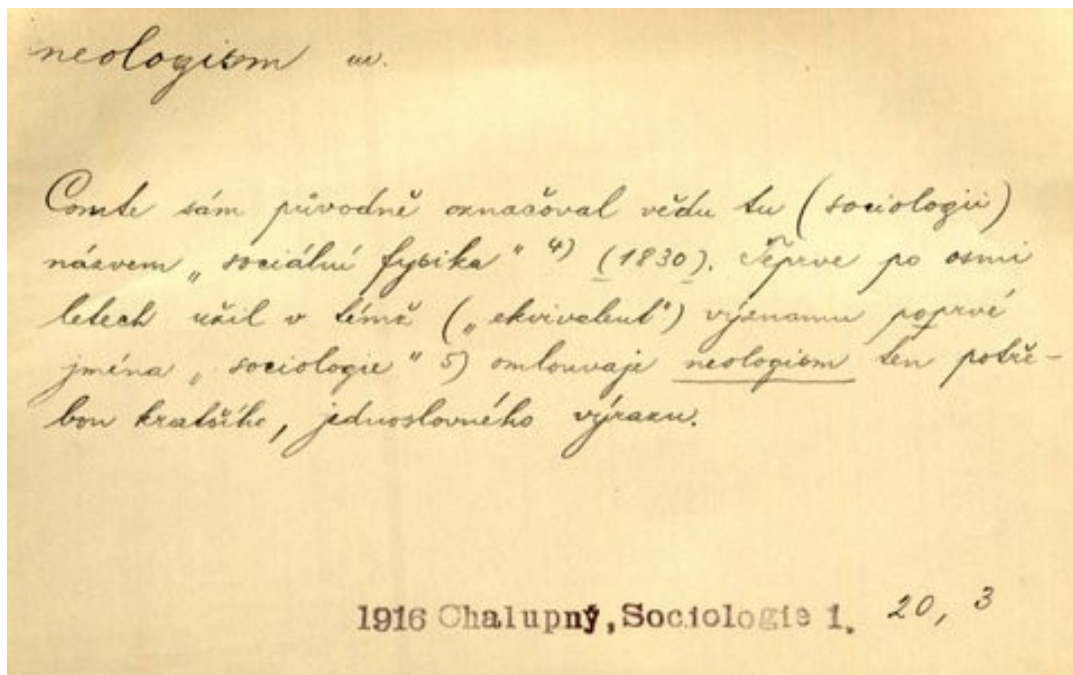 neologism m.
Comte sám původně označoval vědu tu (sociologii)
názvem „sociální fysika“ 4) (1830). Teprve po osmi
letech užil v témž („ekvivalent“) významu poprvé
jména „sociologie“ 5) omlouvaje neologism ten potře-
bou kratšího, jednoslovného výrazu.
1916 Chalupný, Sociologie 1. 20, 3